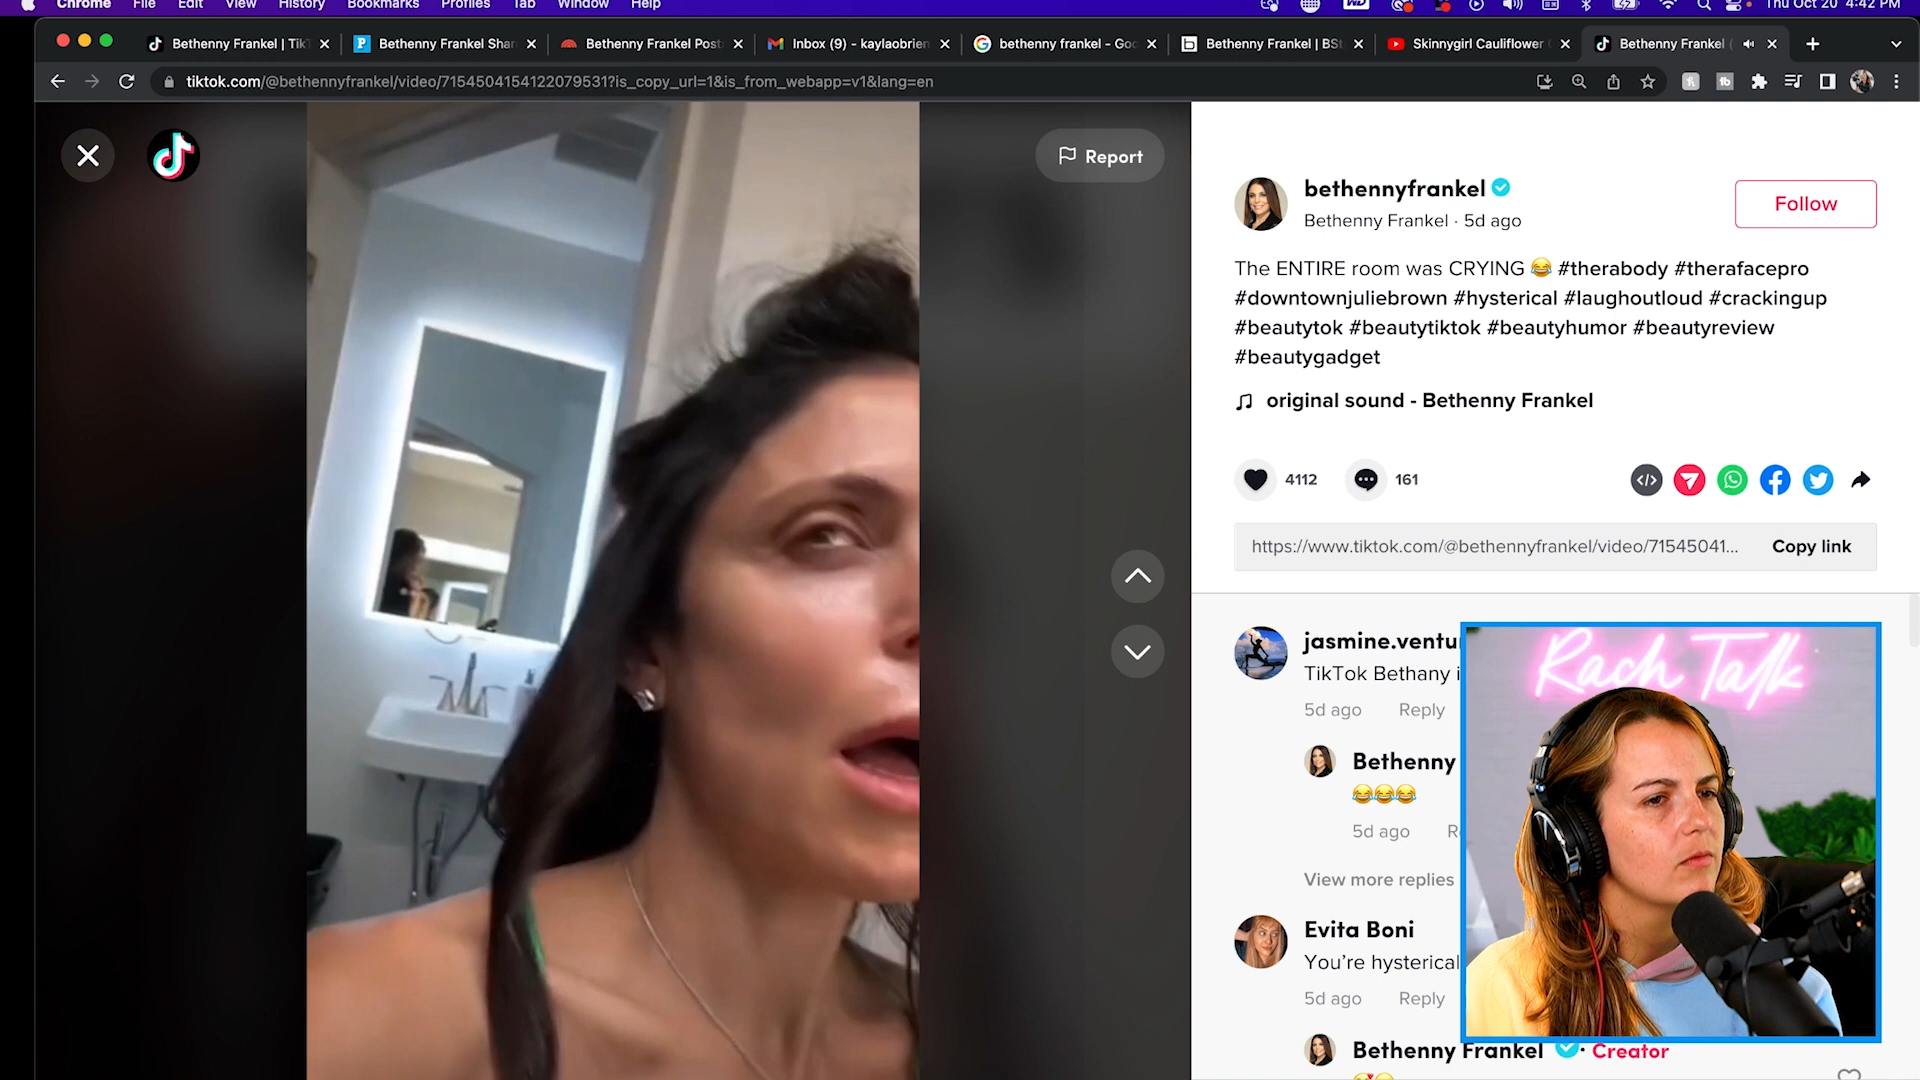 Chrome File Edit View History Bookmarks Profiles Tab Window Help
Thu Oct 20 4:42 PM
Bethenny Frankel | Tik
Bethenny Frankel Shar
Bethenny Frankel Post
Inbox (9) - kaylaobrien
bethenny frankel - Goo
Bethenny Frankel | BSt
Skinnygirl Cauliflower
Bethenny Frankel (
tiktok.com/@bethennyfrankel/video/7154504154122079531?is_copy_url=1&is_from_webapp=v1&lang=en
Report
bethennyfrankel
Bethenny Frankel · 5d ago
Follow
The ENTIRE room was CRYING 😂 #therabody #therafacepro
#downtownjuliebrown #hysterical #laughoutloud #crackingup
#beautytok #beautytiktok #beautyhumor #beautyreview
#beautygadget
original sound - Bethenny Frankel
4112
161
https://www.tiktok.com/@bethennyfrankel/video/71545041...
Copy link
jasmine.ventu
TikTok Bethany i
5d ago Reply
Bethenny
😂😂😂
5d ago
View more replies
Evita Boni
You're hysterical
5d ago Reply
Bethenny Frankel · Creator
Rach Talk